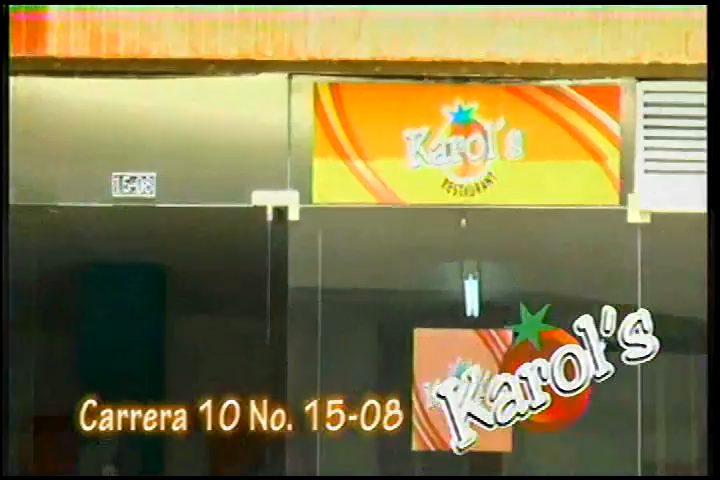 Karol's
RESTAURANT
15-08
Karol's
Carrera 10 No. 15-08